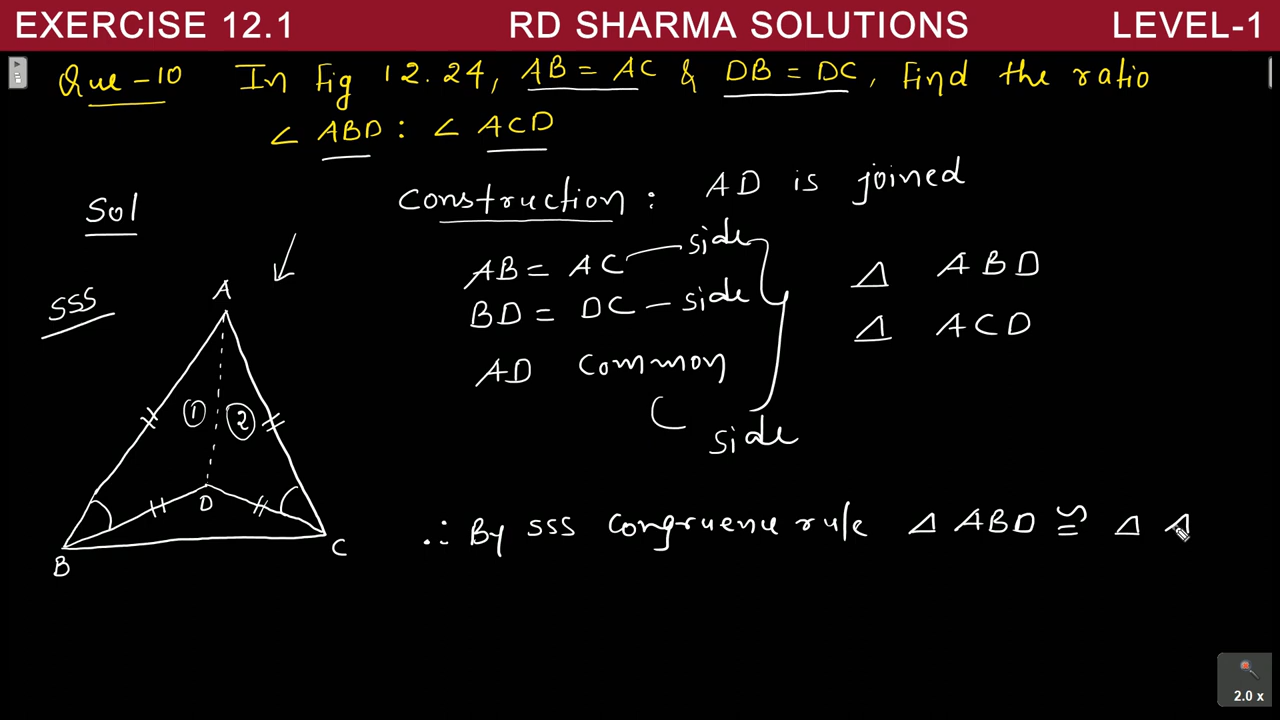 EXERCISE 12.1 RD SHARMA SOLUTIONS LEVEL-1
Que-10 In Fig 12.24, AB = AC & DB = DC, Find the ratio
∠ ABD : ∠ ACD
Sol
Construction : AD is joined
SSS
AB = AC — side
BD = DC — side
AD common
side
Δ ABD
Δ ACD
A
① ②
D
B
C
∴ By SSS congruence rule Δ ABD ≅ Δ A
2.0 x